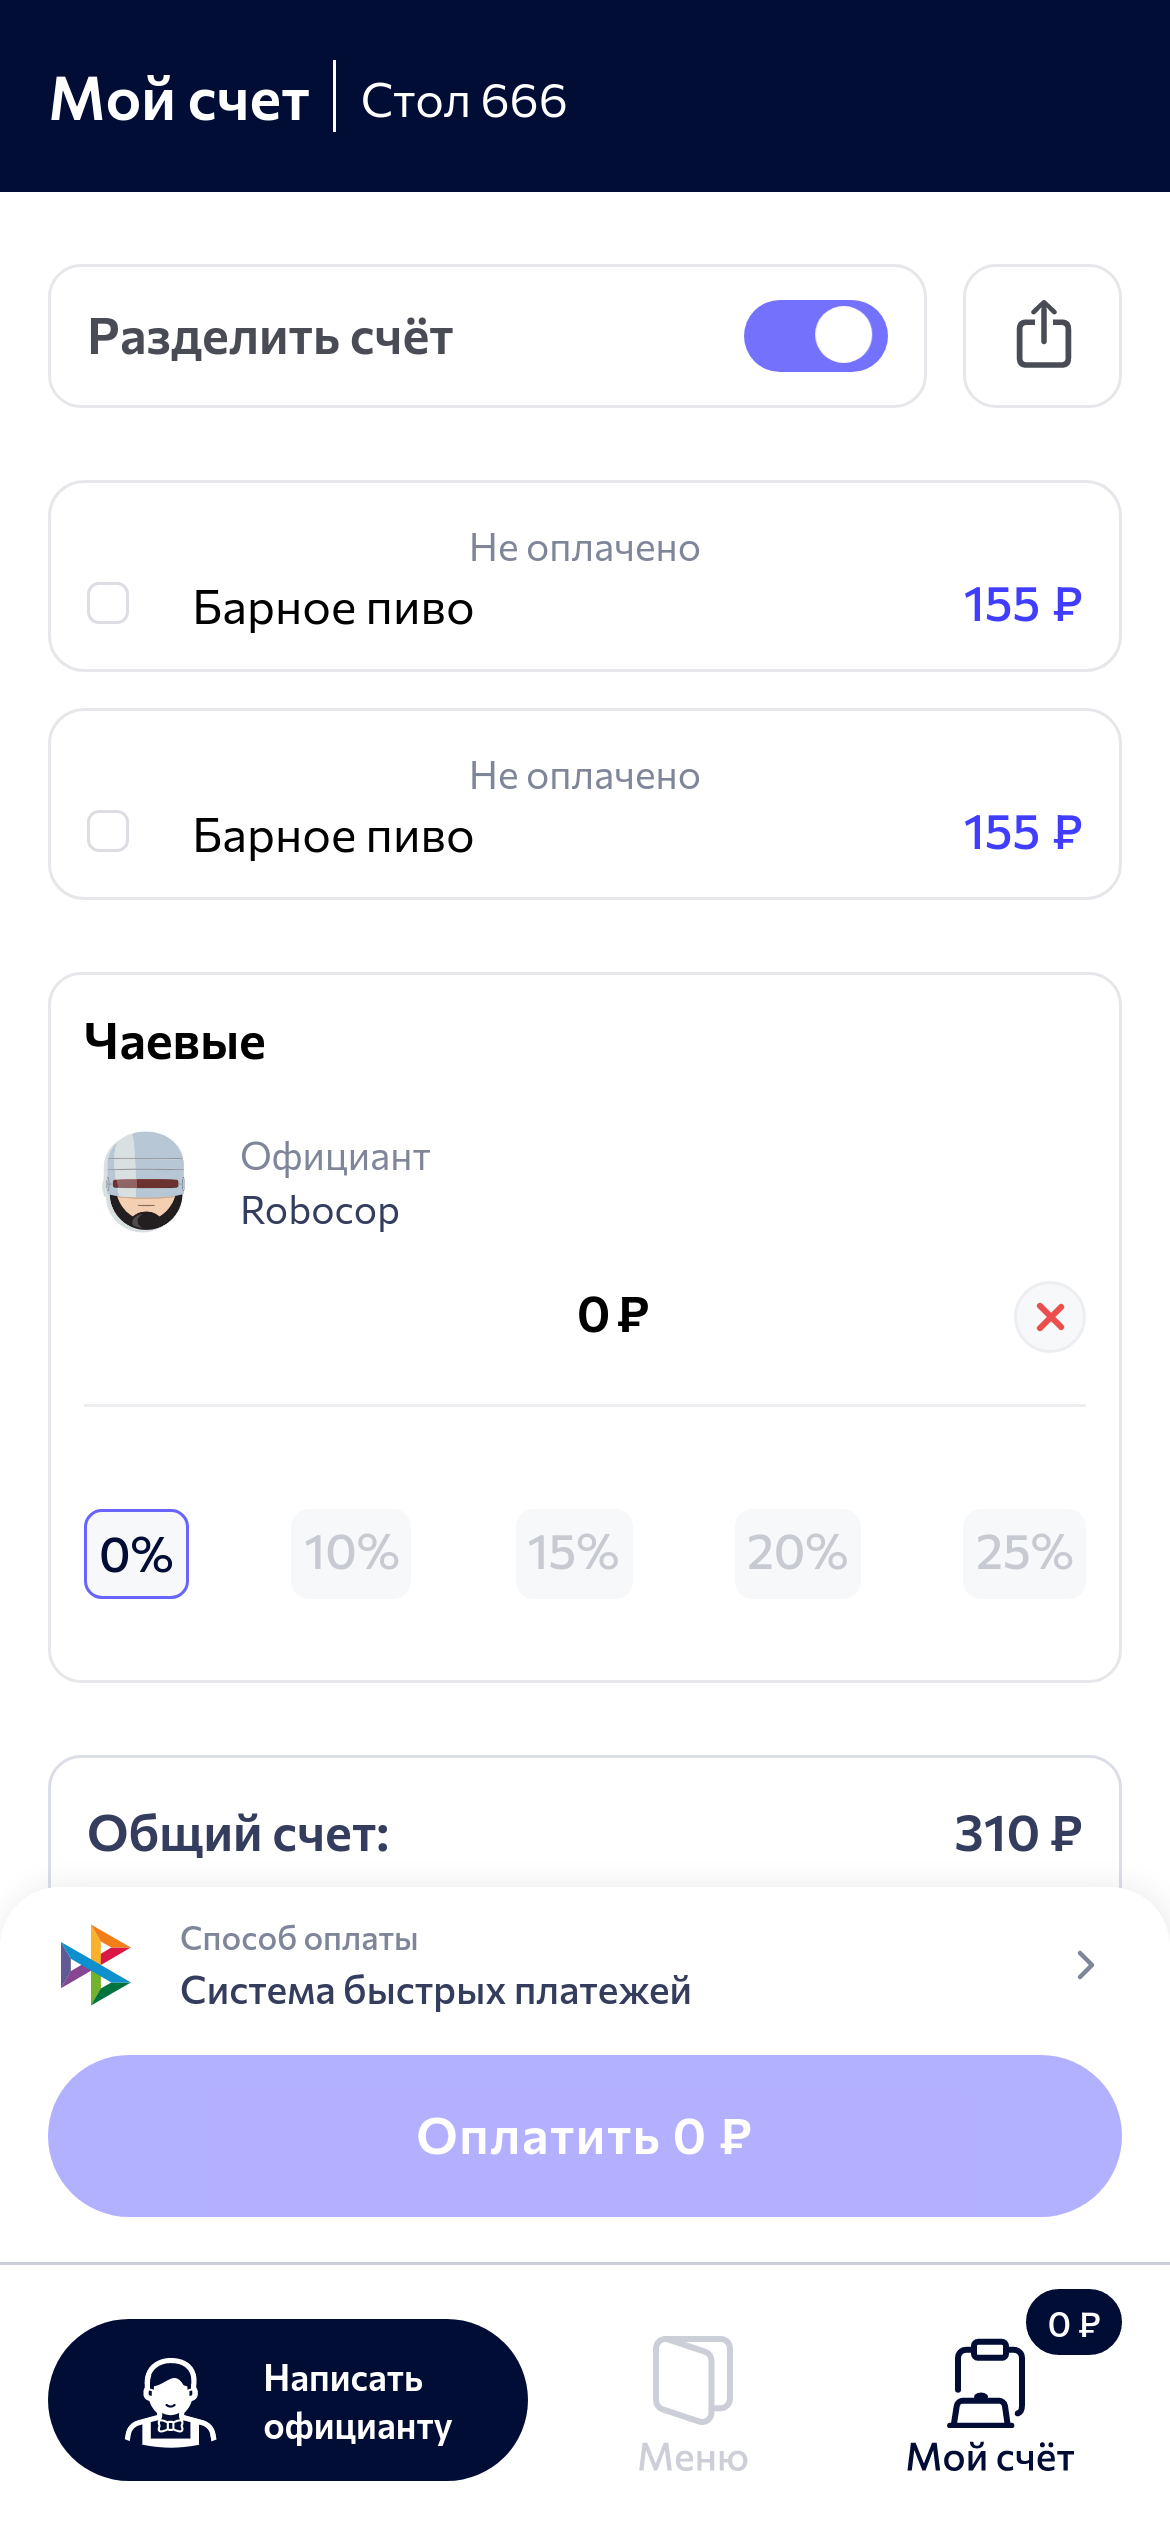 Мой счет
Стол 666
Разделить счёт
Не оплачено
Барное пиво 155 ₽
Не оплачено
Барное пиво 155 ₽
Чаевые
Официант
Robocop
0 ₽
0% 10% 15% 20% 25%
Общий счет: 310 ₽
Способ оплаты
Система быстрых платежей
Оплатить 0 ₽
Написать
официанту
Меню
0 ₽
Мой счёт